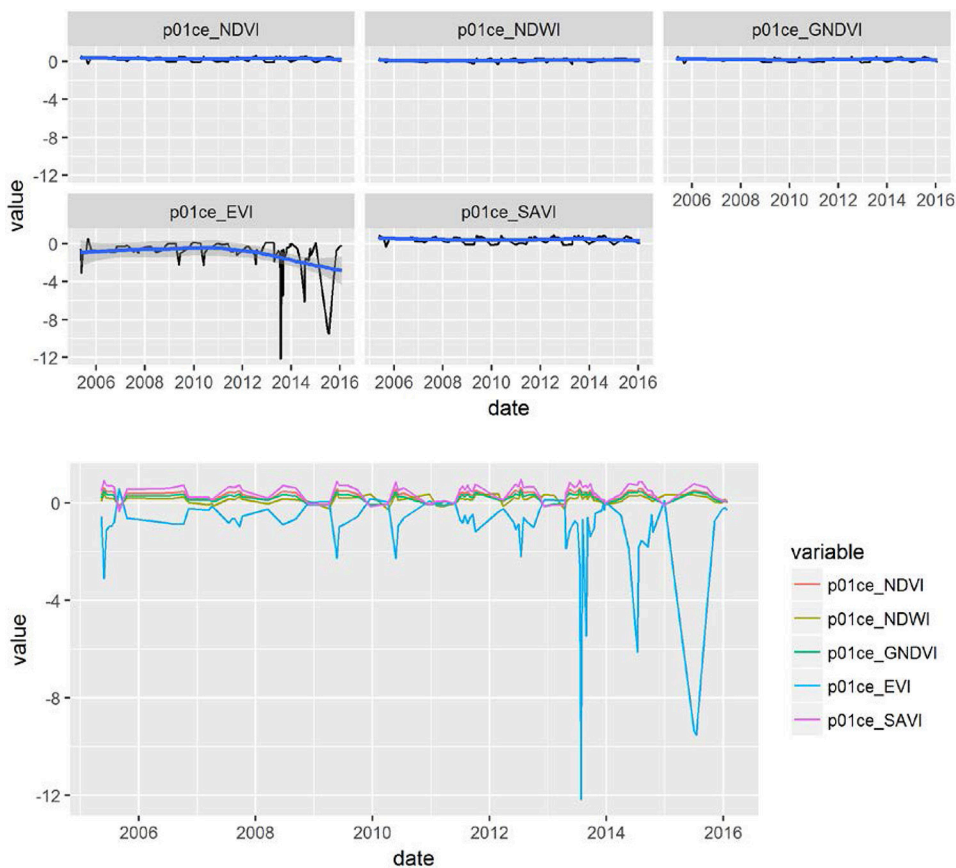 p01ce_NDVI
p01ce_NDWI
p01ce_GNDVI
0
-4
-8
-12
2006 2008 2010 2012 2014 2016
p01ce_EVI
p01ce_SAVI
0
-4
-8
-12
2006 2008 2010 2012 2014 2016
2006 2008 2010 2012 2014 2016
value
date
0
-4
-8
-12
2006 2008 2010 2012 2014 2016
value
date
variable
p01ce_NDVI
p01ce_NDWI
p01ce_GNDVI
p01ce_EVI
p01ce_SAVI